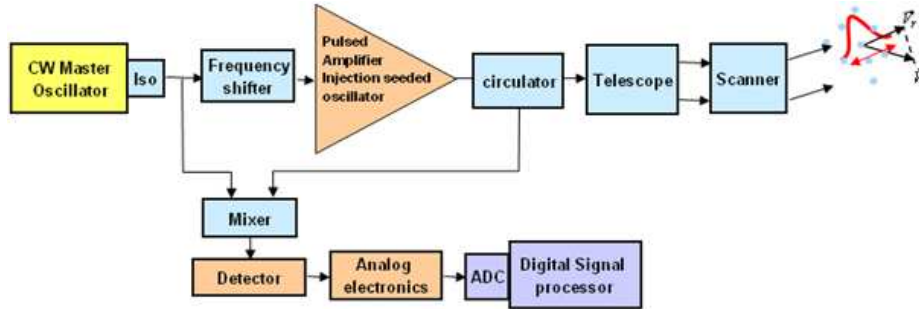 CW Master
Oscillator
Iso
Frequency
shifter
Pulsed
Amplifier
Injection seeded
oscillator
circulator
Telescope
Scanner
Mixer
Detector
Analog
electronics
ADC
Digital Signal
processor